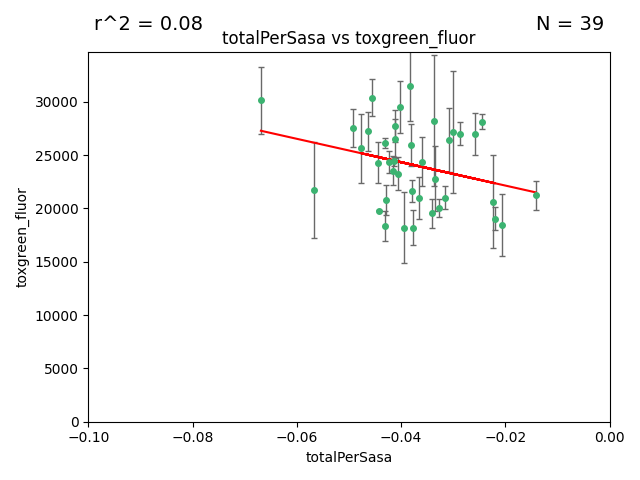 r^2 = 0.08
N = 39
totalPerSasa vs toxgreen_fluor
30000
25000
20000
15000
10000
5000
0
toxgreen_fluor
−0.10
−0.08
−0.06
−0.04
−0.02
0.00
totalPerSasa